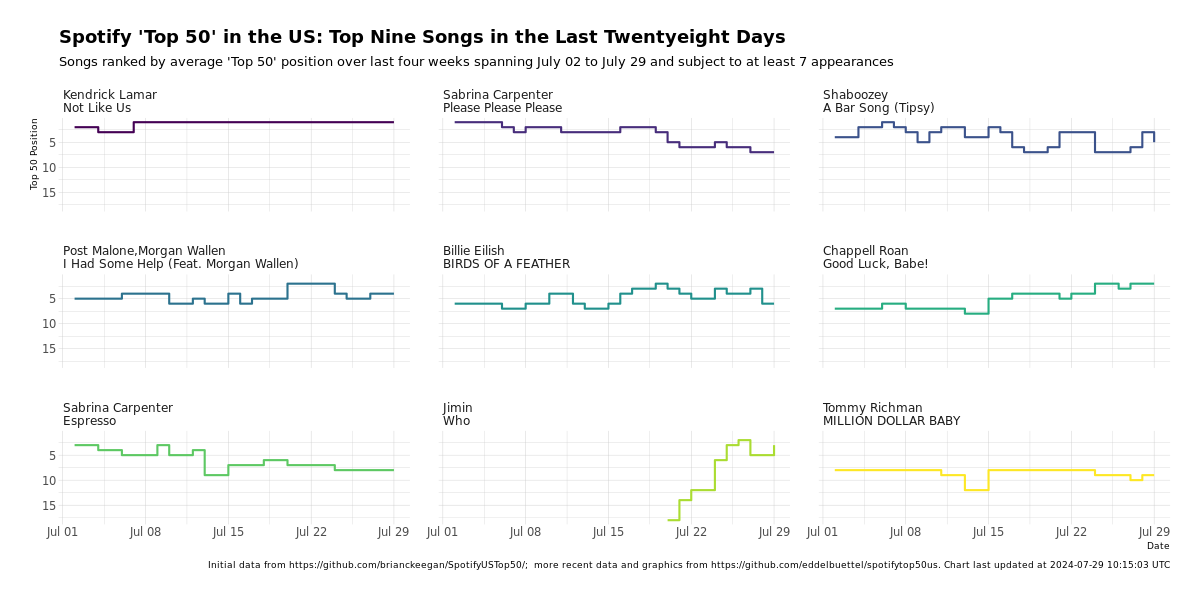 Spotify 'Top 50' in the US: Top Nine Songs in the Last Twentyeight Days
Songs ranked by average 'Top 50' position over last four weeks spanning July 02 to July 29 and subject to at least 7 appearances
Kendrick Lamar
Not Like Us
Sabrina Carpenter
Please Please Please
Shaboozey
A Bar Song (Tipsy)
Top 50 Position
5
10
15
Post Malone,Morgan Wallen
I Had Some Help (Feat. Morgan Wallen)
Billie Eilish
BIRDS OF A FEATHER
Chappell Roan
Good Luck, Babe!
5
10
15
Sabrina Carpenter
Espresso
Jimin
Who
Tommy Richman
MILLION DOLLAR BABY
5
10
15
Jul 01 Jul 08 Jul 15 Jul 22 Jul 29 Jul 01 Jul 08 Jul 15 Jul 22 Jul 29 Jul 01 Jul 08 Jul 15 Jul 22 Jul 29
Date
Initial data from https://github.com/brianckeegan/SpotifyUSTop50/; more recent data and graphics from https://github.com/eddelbuettel/spotifytop50us. Chart last updated at 2024-07-29 10:15:03 UTC